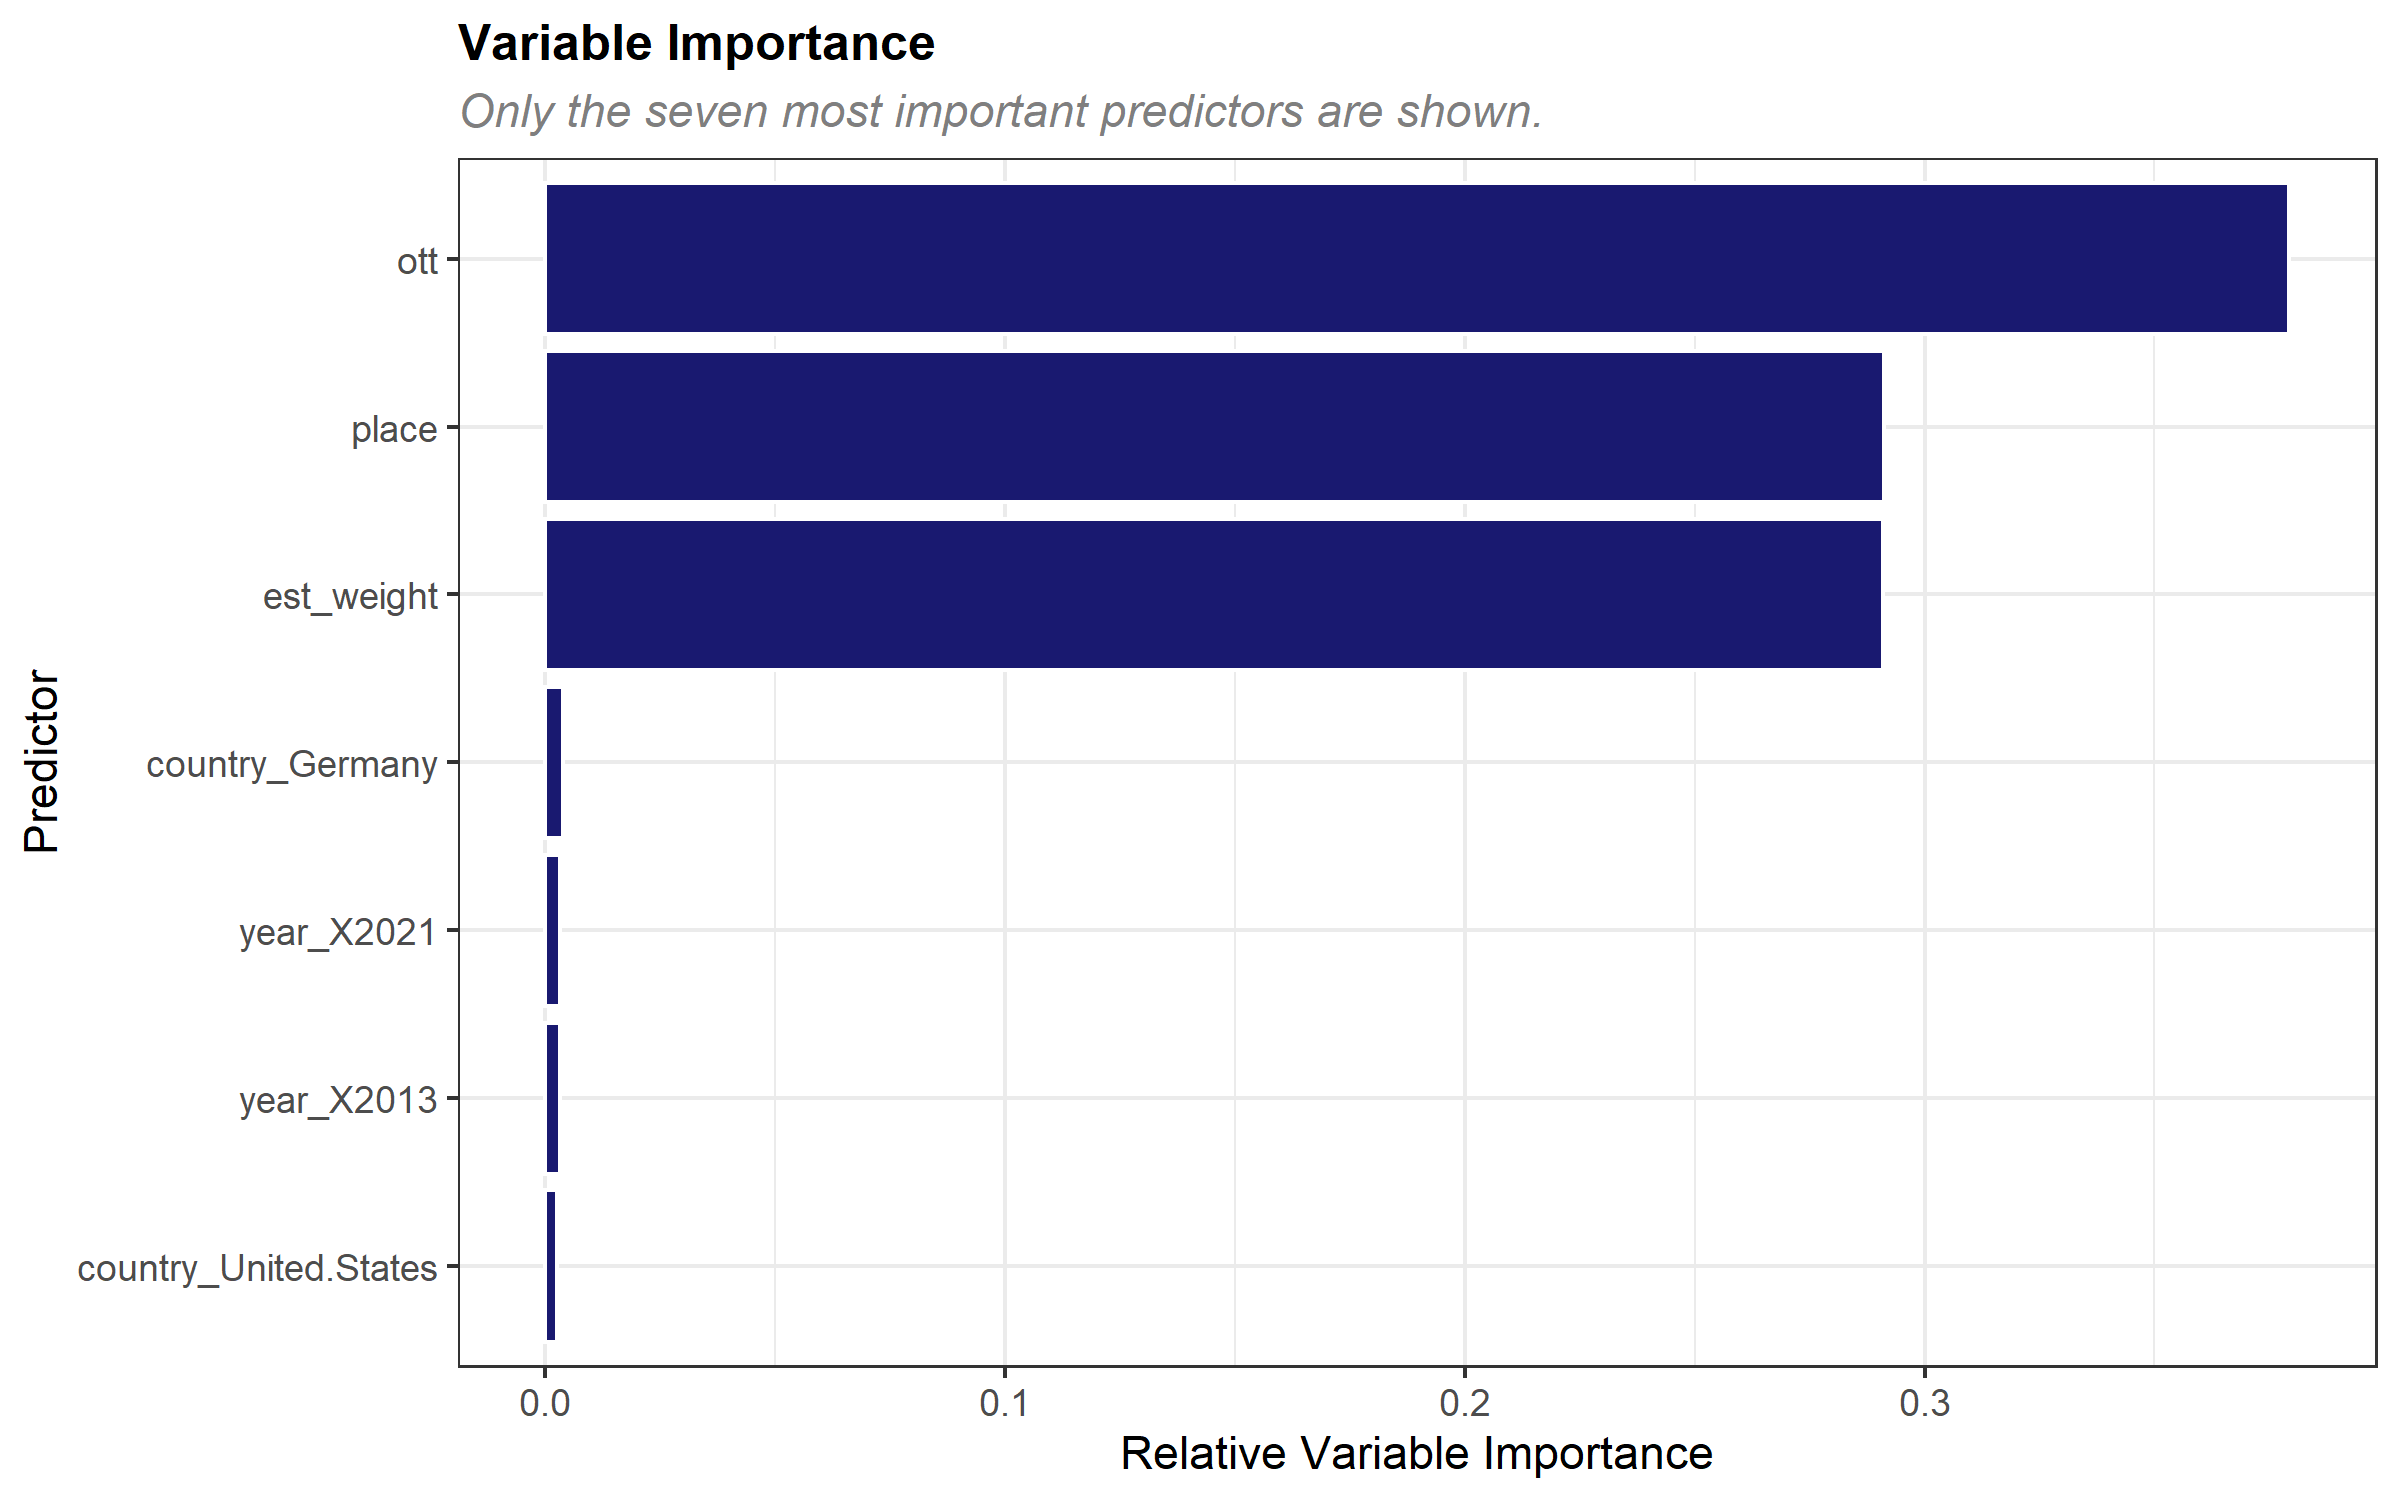 Variable Importance
Only the seven most important predictors are shown.
ott
place
est_weight
country_Germany
year_X2021
year_X2013
country_United.States
Predictor
0.0
0.1
0.2
0.3
Relative Variable Importance